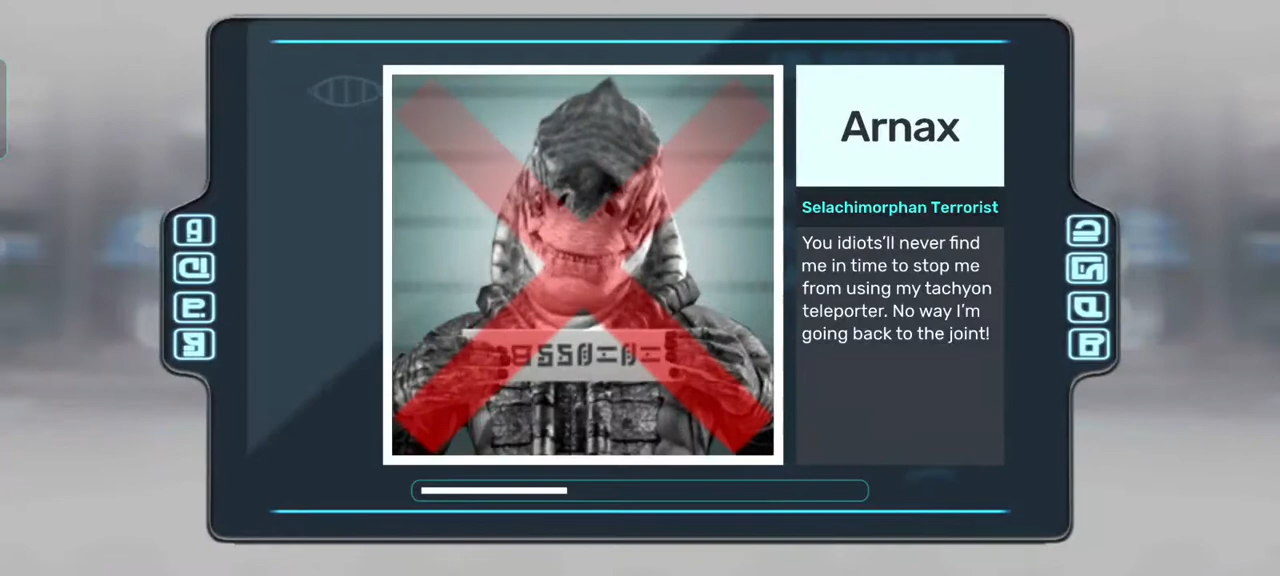 Arnax
Selachimorphan Terrorist
You idiots'll never find
me in time to stop me
from using my tachyon
teleporter. No way I'm
going back to the joint!